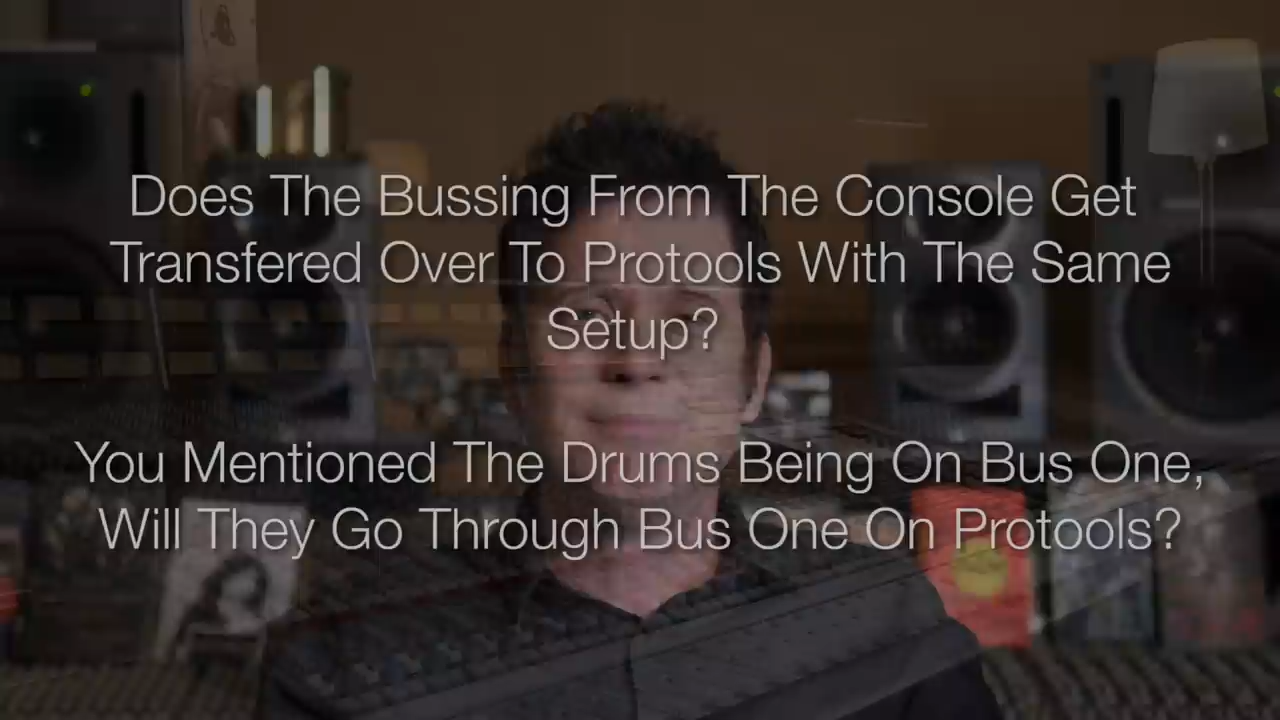 Does The Bussing From The Console Get
Transfered Over To Protools With The Same
Setup?
You Mentioned The Drums Being On Bus One,
Will They Go Through Bus One On Protools?